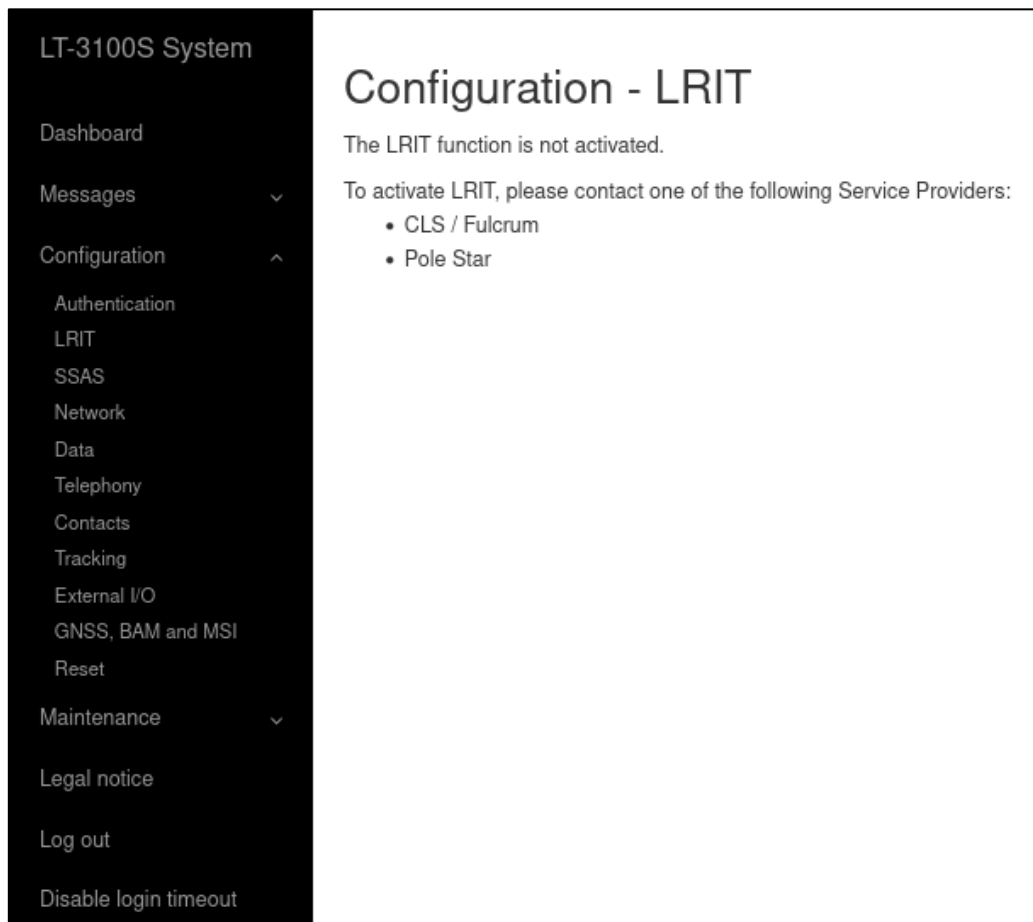 LT-3100S System
Dashboard
Messages
Configuration
Authentication
LRIT
SSAS
Network
Data
Telephony
Contacts
Tracking
External I/O
GNSS, BAM and MSI
Reset
Maintenance
Legal notice
Log out
Disable login timeout
Configuration - LRIT
The LRIT function is not activated.
To activate LRIT, please contact one of the following Service Providers:
• CLS / Fulcrum
• Pole Star